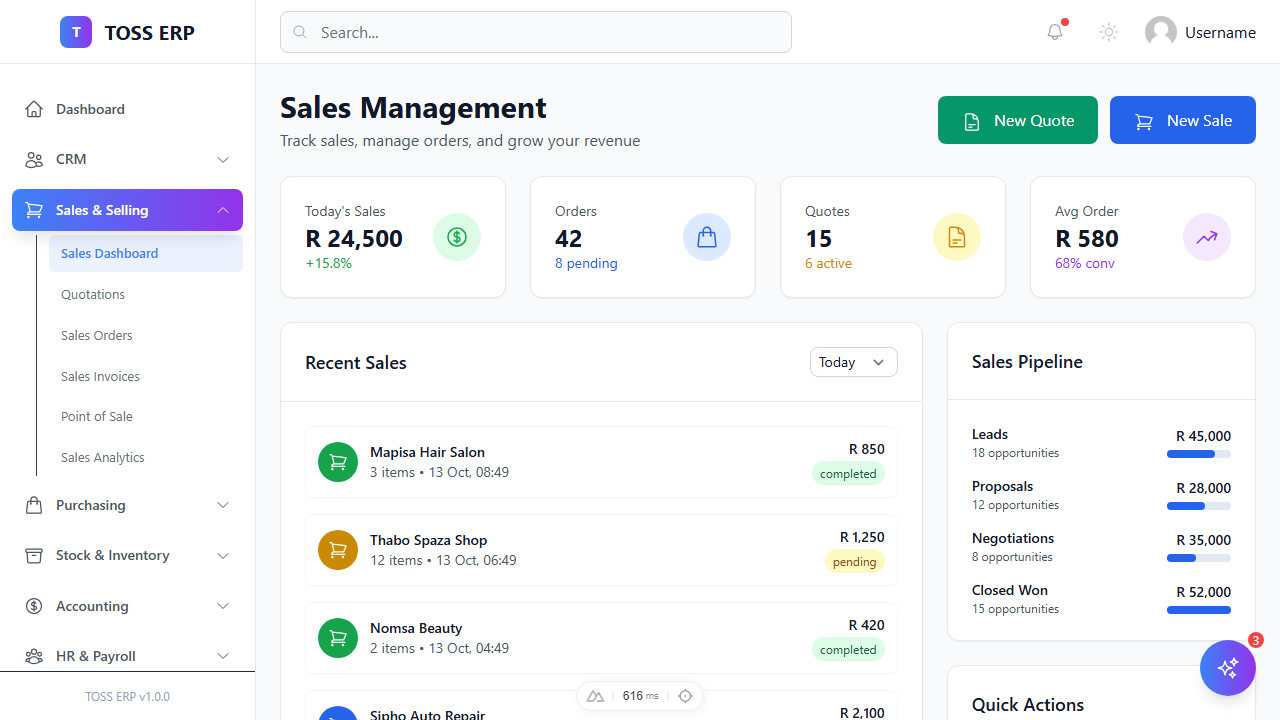 T TOSS ERP
Search...
Username
Dashboard
CRM
Sales & Selling
Sales Dashboard
Quotations
Sales Orders
Sales Invoices
Point of Sale
Sales Analytics
Purchasing
Stock & Inventory
Accounting
HR & Payroll
TOSS ERP v1.0.0
Sales Management
Track sales, manage orders, and grow your revenue
New Quote
New Sale
Today's Sales
R 24,500
+15.8%
Orders
42
8 pending
Quotes
15
6 active
Avg Order
R 580
68% conv
Recent Sales
Today
Mapisa Hair Salon
3 items • 13 Oct, 08:49
R 850
completed
Thabo Spaza Shop
12 items • 13 Oct, 06:49
R 1,250
pending
Nomsa Beauty
2 items • 13 Oct, 04:49
R 420
completed
Sipho Auto Repair
R 2,100
616 ms
Sales Pipeline
Leads
18 opportunities
R 45,000
Proposals
12 opportunities
R 28,000
Negotiations
8 opportunities
R 35,000
Closed Won
15 opportunities
R 52,000
3
Quick Actions